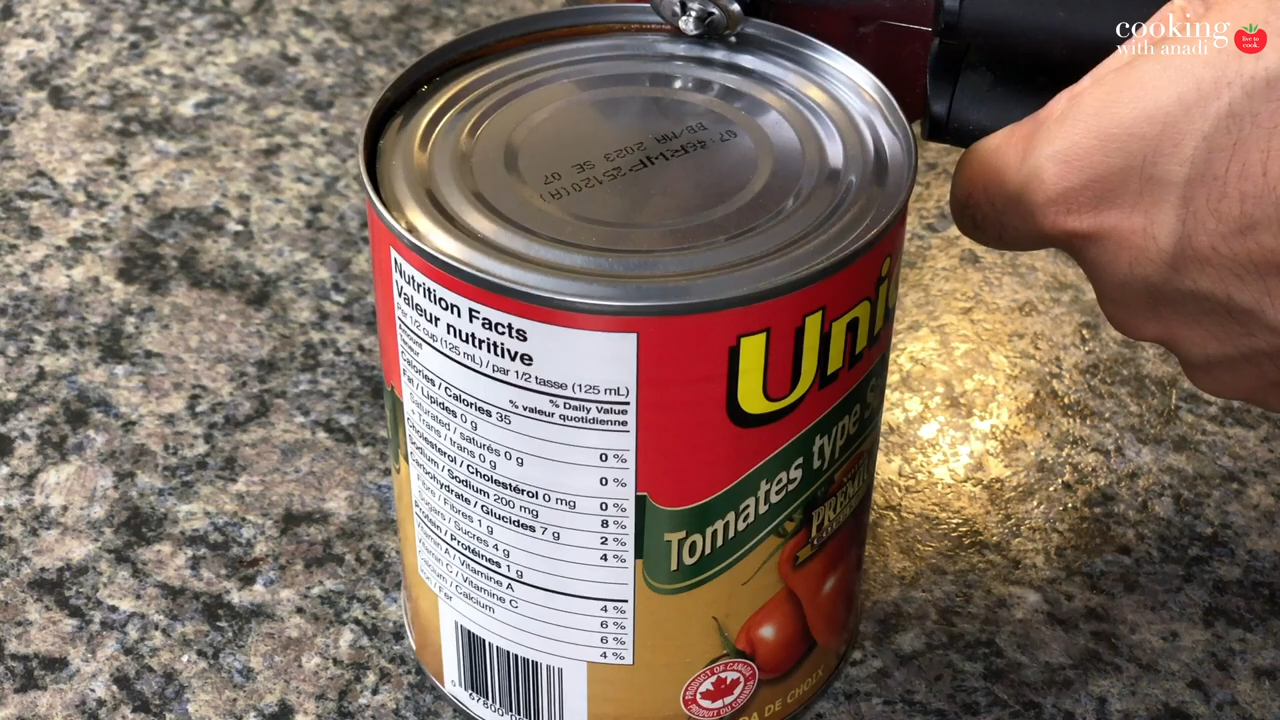 cooking
with anadi
live to
cook.
BB/MA 2023 SE 07
Nutrition Facts
Valeur nutritive
Per 1/2 cup (125 mL) / par 1/2 tasse (125 mL)
Amount
Teneur
% Daily Value
% valeur quotidienne
Calories / Calories 35
Fat / Lipides 0 g 0 %
Saturated / saturés 0 g
+ Trans / trans 0 g 0 %
Cholesterol / Cholestérol 0 mg 0 %
Sodium / Sodium 200 mg 8 %
Carbohydrate / Glucides 7 g 2 %
Fibre / Fibres 1 g 4 %
Sugars / Sucres 4 g
Protein / Protéines 1 g
Vitamin A / Vitamine A 4 %
Vitamin C / Vitamine C 6 %
Calcium / Calcium 6 %
Iron / Fer 4 %
Uni
Tomates type
PRODUCT OF CANADA
PRODUIT DU CANADA
DA DE CHOIX